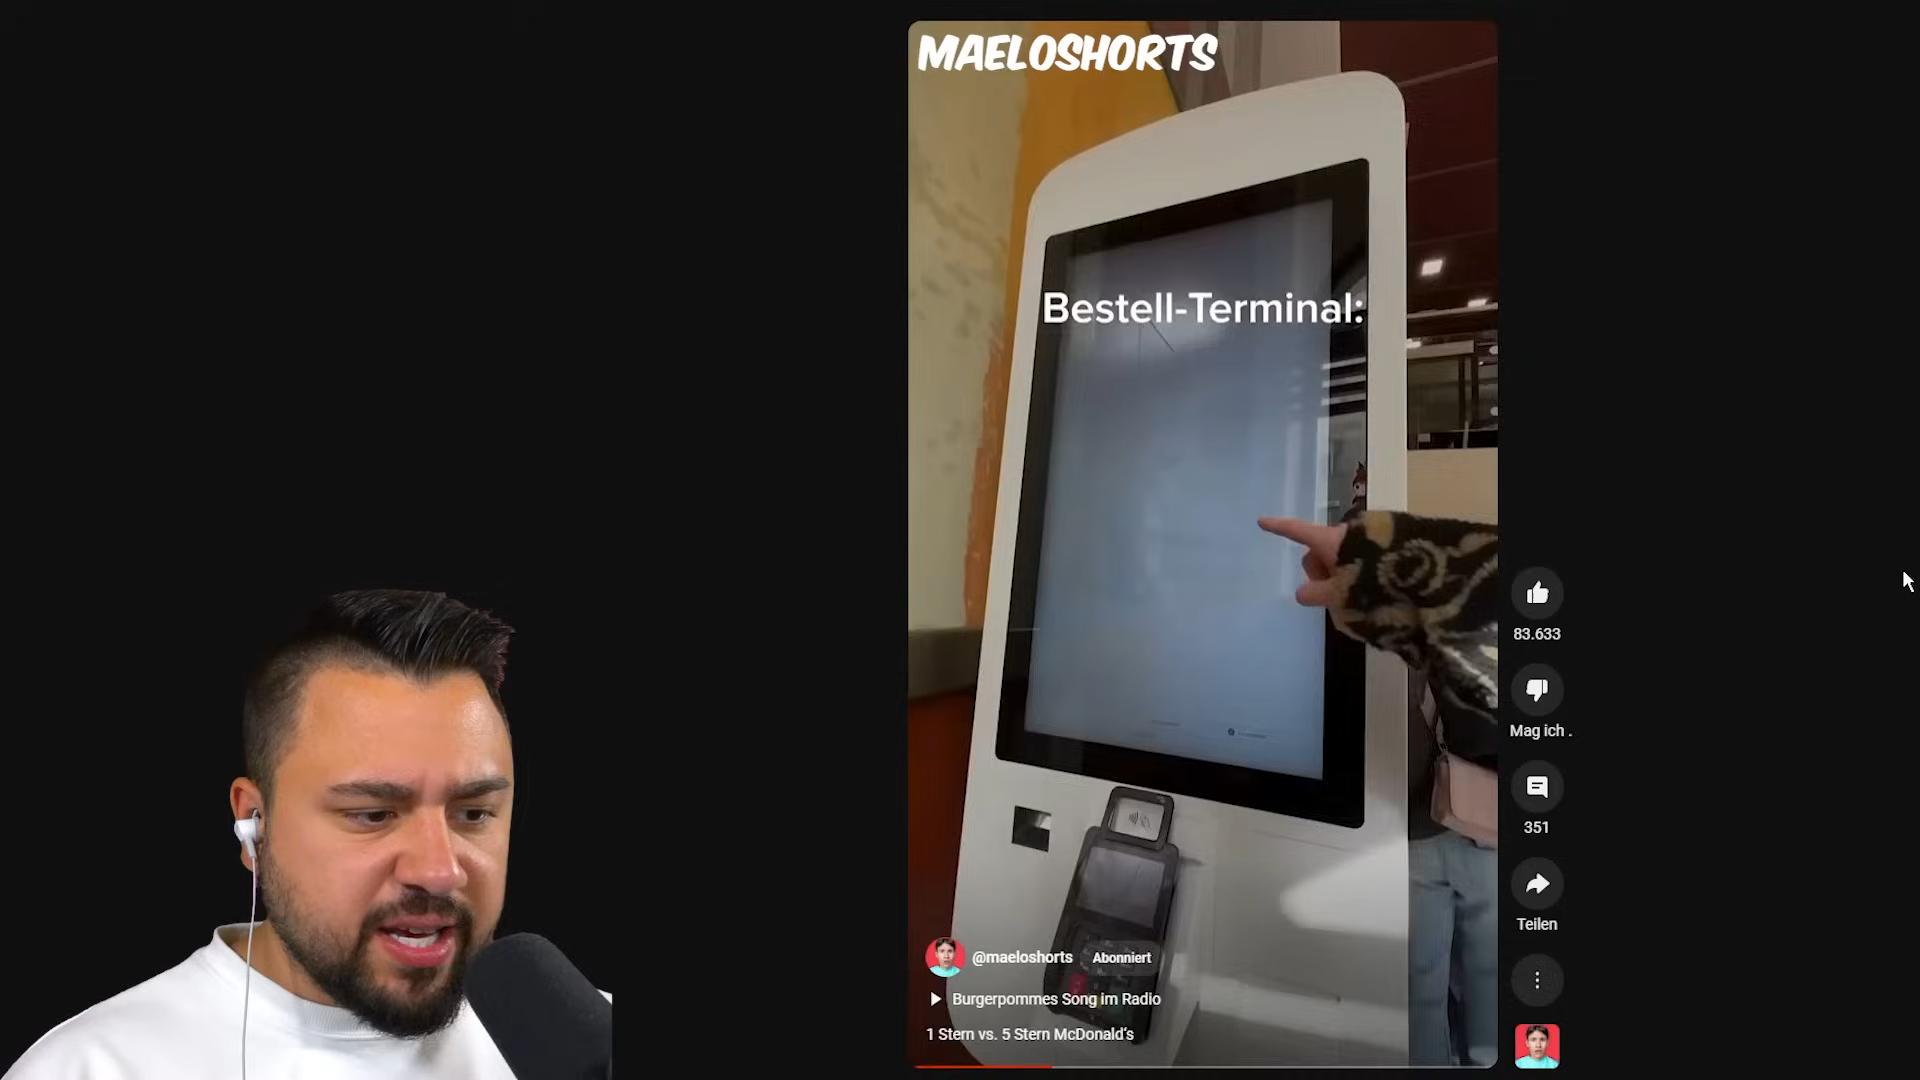 MAELOSHORTS
Bestell-Terminal:
83.633
Mag ich .
351
Teilen
@maeloshorts Abonniert
Burgerpommes Song im Radio
1 Stern vs. 5 Stern McDonald's